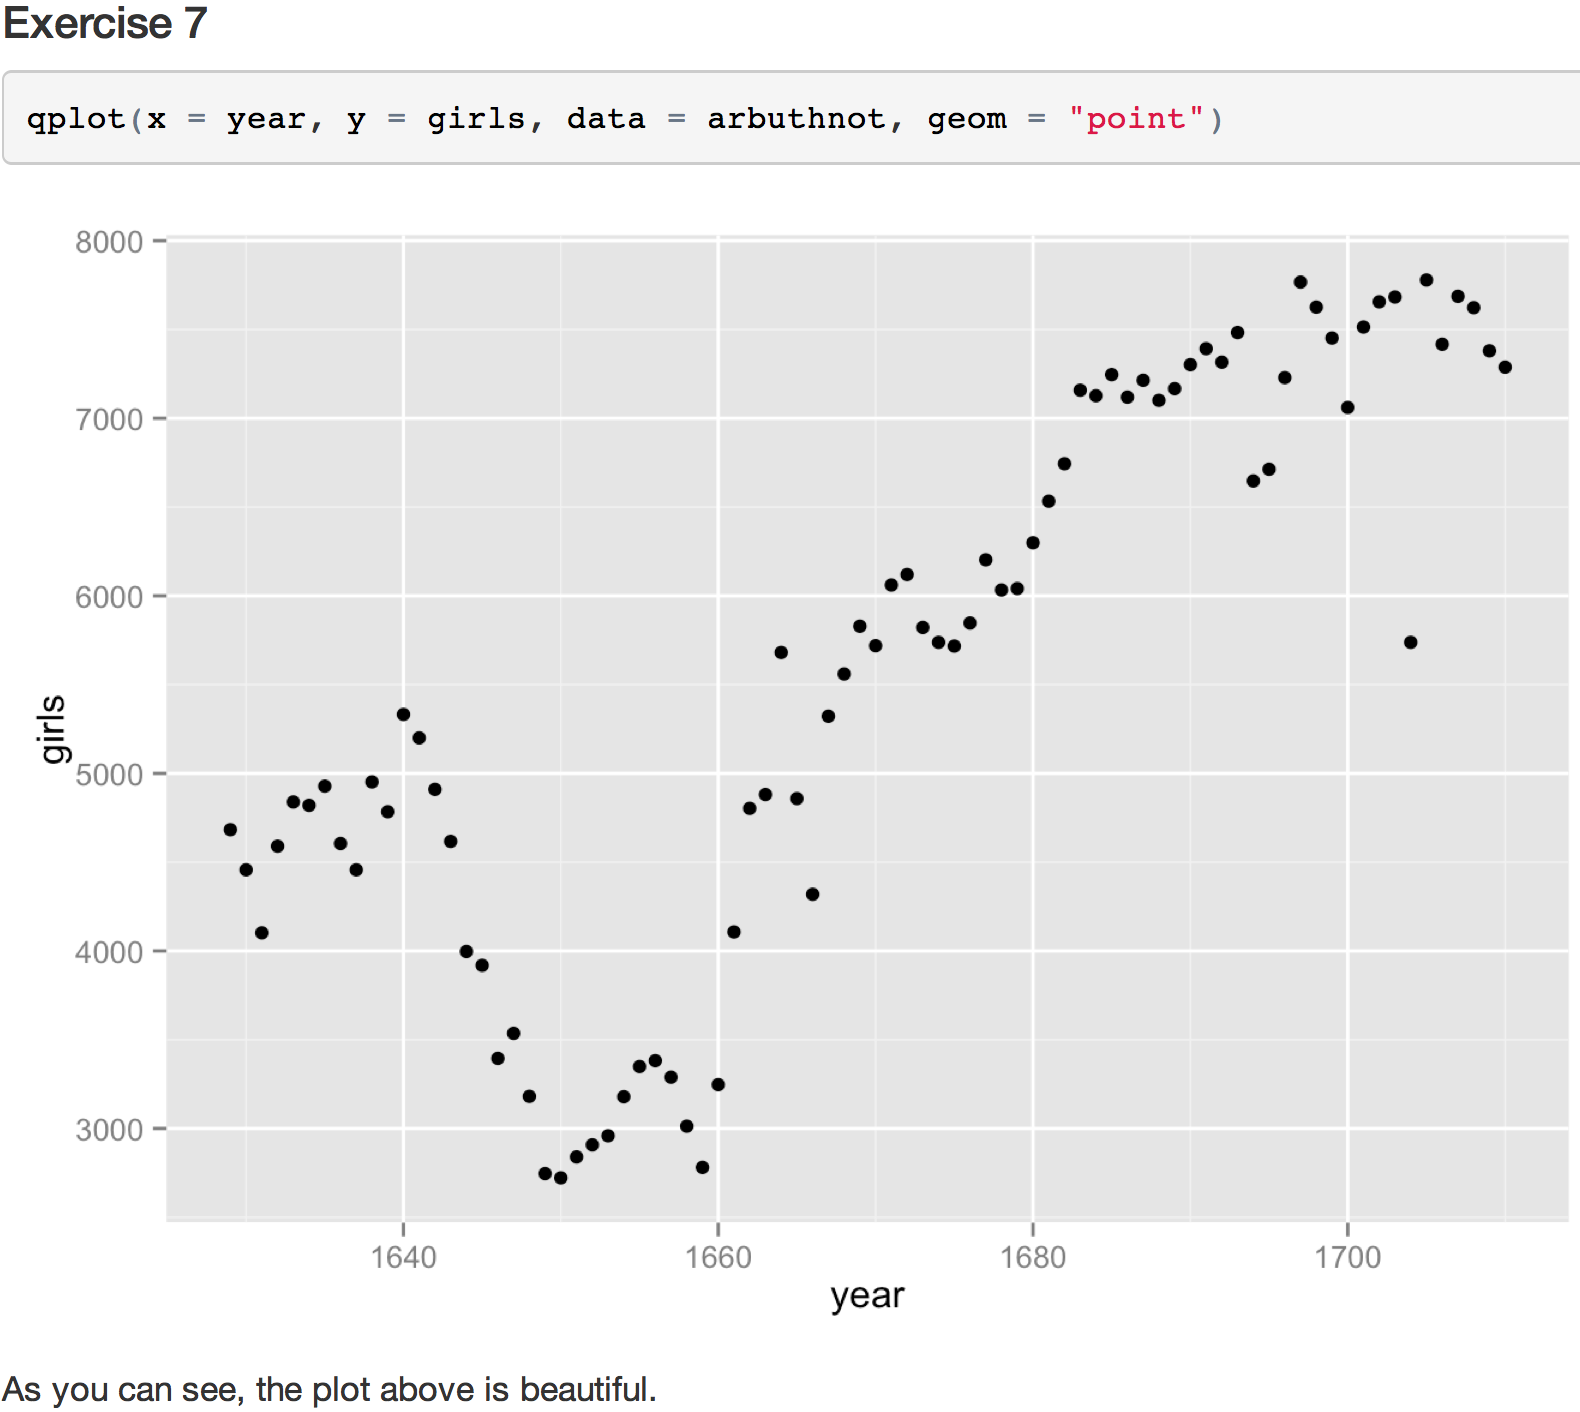 Exercise 7
qplot(x = year, y = girls, data = arbuthnot, geom = "point")
8000
7000
6000
5000
4000
3000
girls
1640 1660 1680 1700
year
As you can see, the plot above is beautiful.